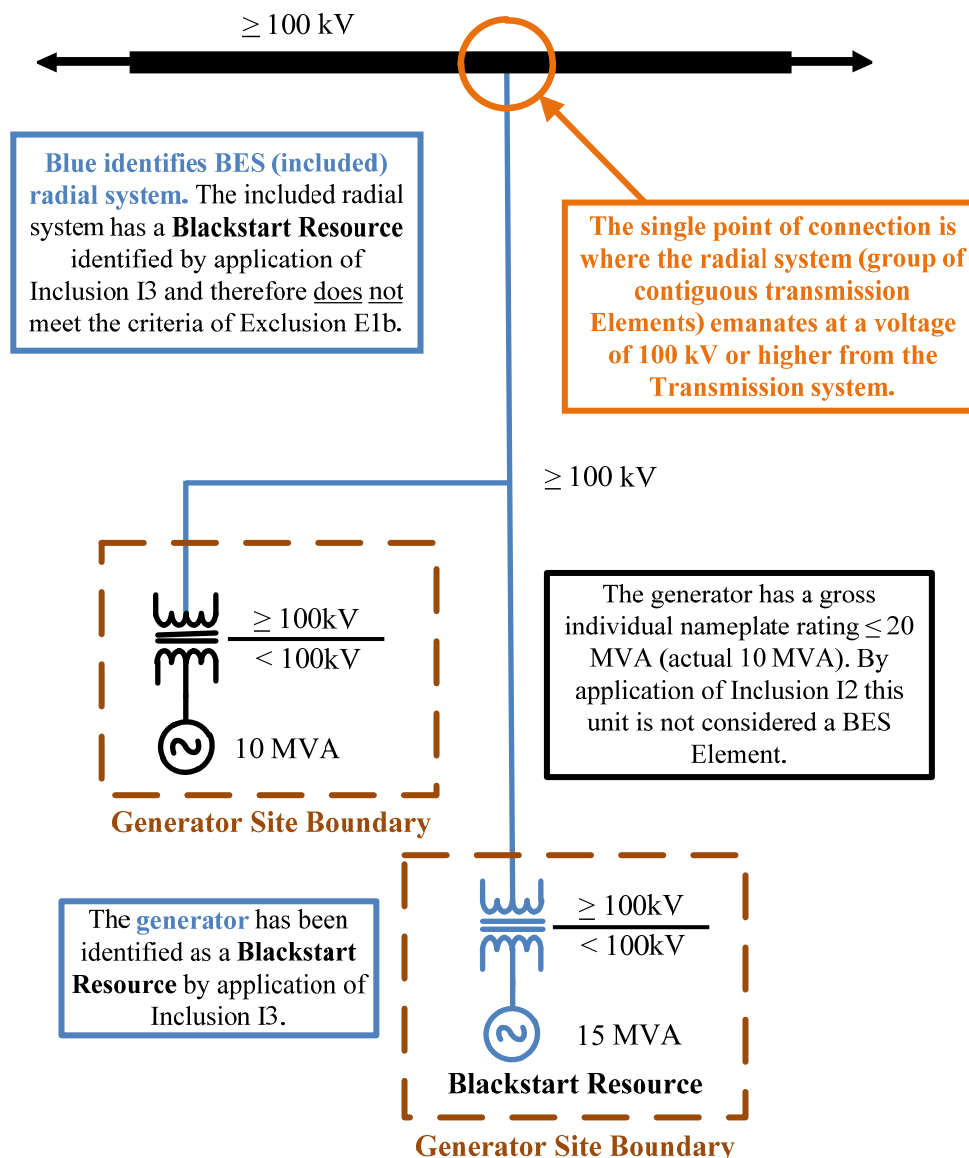 ≥ 100 kV
Blue identifies BES (included)
radial system. The included radial
system has a Blackstart Resource
identified by application of
Inclusion I3 and therefore does not
meet the criteria of Exclusion E1b.
The single point of connection is
where the radial system (group of
contiguous transmission
Elements) emanates at a voltage
of 100 kV or higher from the
Transmission system.
≥ 100 kV
≥ 100kV
< 100kV
10 MVA
Generator Site Boundary
The generator has a gross
individual nameplate rating ≤ 20
MVA (actual 10 MVA). By
application of Inclusion I2 this
unit is not considered a BES
Element.
The generator has been
identified as a Blackstart
Resource by application of
Inclusion I3.
≥ 100kV
< 100kV
15 MVA
Blackstart Resource
Generator Site Boundary